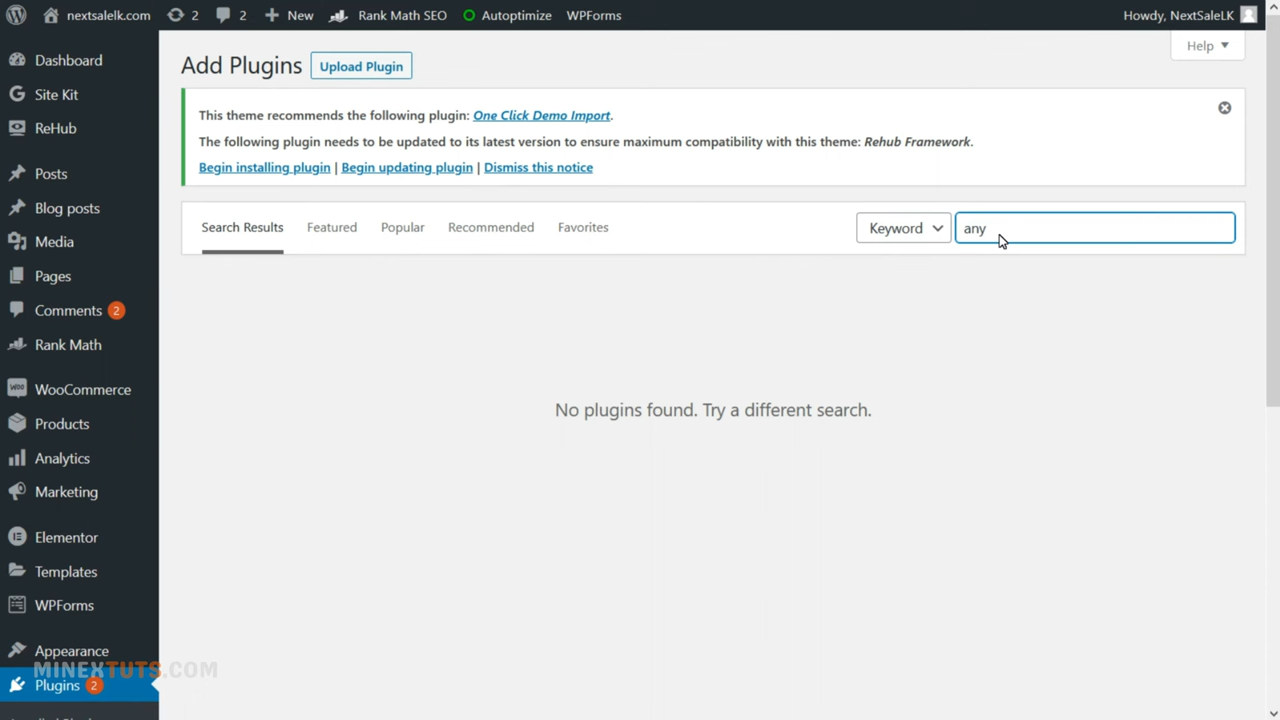 nextsalelk.com 2 2 New Rank Math SEO Autoptimize WPForms Howdy, NextSaleLK
Help
Add Plugins Upload Plugin
This theme recommends the following plugin: One Click Demo Import.
The following plugin needs to be updated to its latest version to ensure maximum compatibility with this theme: Rehub Framework.
Begin installing plugin | Begin updating plugin | Dismiss this notice
Search Results Featured Popular Recommended Favorites Keyword any
No plugins found. Try a different search.
Dashboard
Site Kit
ReHub
Posts
Blog posts
Media
Pages
Comments 2
Rank Math
WOO WooCommerce
Products
Analytics
Marketing
Elementor
Templates
WPForms
Appearance
MINEXTUTS.COM
Plugins 2